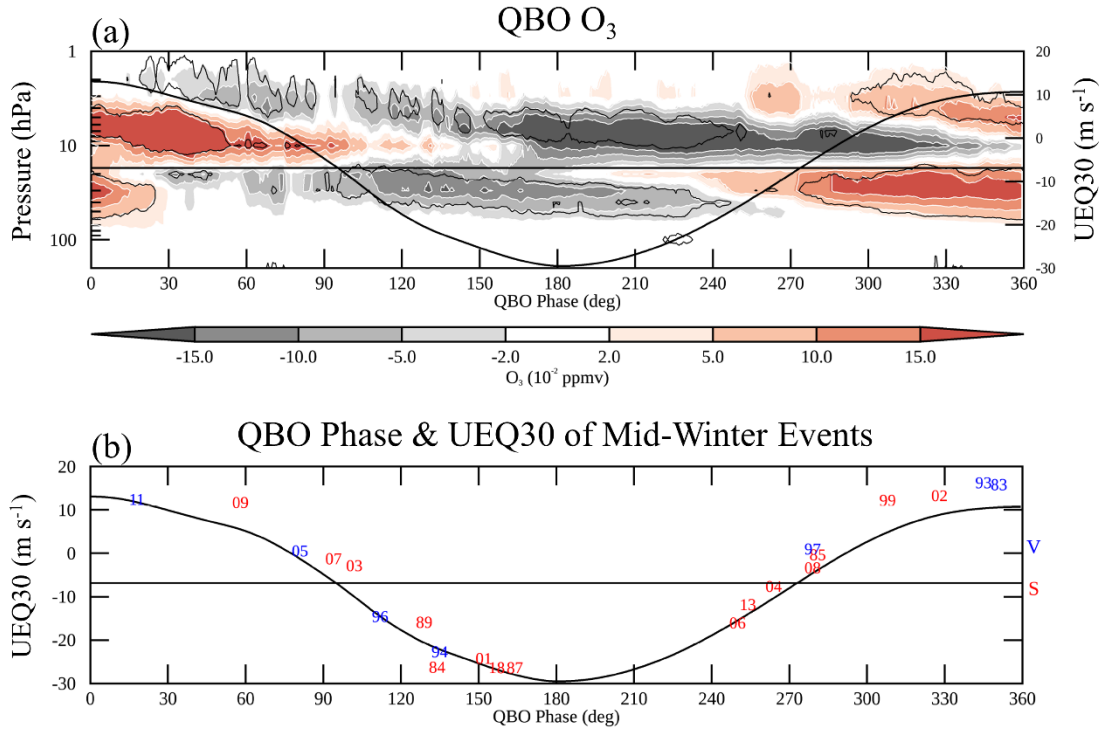 (a)
QBO O₃
Pressure (hPa)
1
10
100
20
10
0
-10
-20
-30
UEQ30 (m s⁻¹)
0 30 60 90 120 150 180 210 240 270 300 330 360
QBO Phase (deg)
-15.0 -10.0 -5.0 -2.0 2.0 5.0 10.0 15.0
O₃ (10⁻² ppmv)
(b)
QBO Phase & UEQ30 of Mid-Winter Events
UEQ30 (m s⁻¹)
20
10
0
-10
-20
-30
11 09 05 07 03 96 89 94 84 01 18 87 06 13 04 08 85 97 99 02 93 83
V
S
0 30 60 90 120 150 180 210 240 270 300 330 360
QBO Phase (deg)